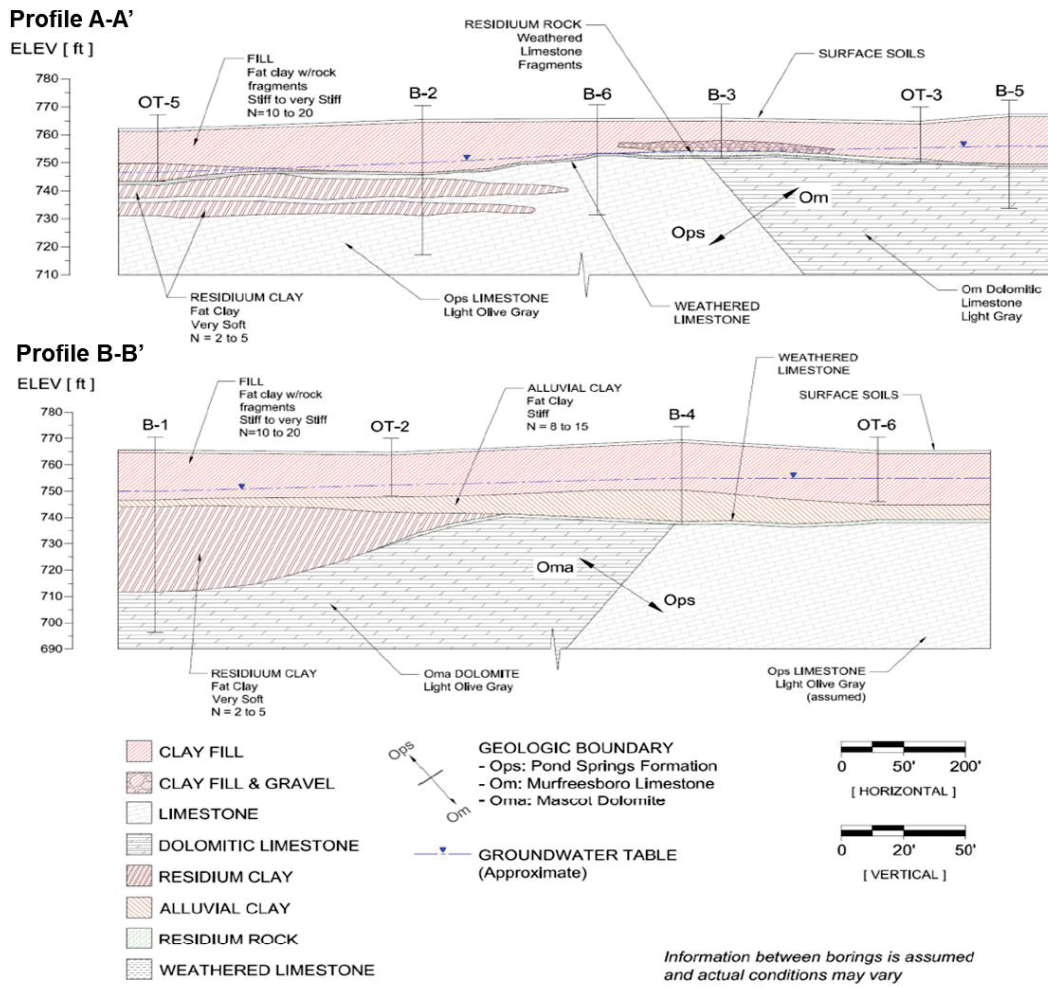 Profile A-A’
ELEV [ ft ]
780
770
760
750
740
730
720
710
FILL
Fat clay w/rock
fragments
Stiff to very Stiff
N=10 to 20
RESIDIUUM ROCK
Weathered
Limestone
Fragments
SURFACE SOILS
OT-5
B-2
B-6
B-3
OT-3
B-5
Om
Ops
RESIDIUUM CLAY
Fat Clay
Very Soft
N = 2 to 5
Ops LIMESTONE
Light Olive Gray
WEATHERED
LIMESTONE
Om Dolomitic
Limestone
Light Gray
Profile B-B’
ELEV [ ft ]
780
770
760
750
740
730
720
710
700
690
FILL
Fat clay w/rock
fragments
Stiff to very Stiff
N=10 to 20
ALLUVIAL CLAY
Fat Clay
Stiff
N = 8 to 15
WEATHERED
LIMESTONE
SURFACE SOILS
B-1
OT-2
B-4
OT-6
Oma
Ops
RESIDIUUM CLAY
Fat Clay
Very Soft
N = 2 to 5
Oma DOLOMITE
Light Olive Gray
Ops LIMESTONE
Light Olive Gray
(assumed)
CLAY FILL
CLAY FILL & GRAVEL
LIMESTONE
DOLOMITIC LIMESTONE
RESIDIUM CLAY
ALLUVIAL CLAY
RESIDIUM ROCK
WEATHERED LIMESTONE
Ops
Om
GEOLOGIC BOUNDARY
- Ops: Pond Springs Formation
- Om: Murfreesboro Limestone
- Oma: Mascot Dolomite
GROUNDWATER TABLE
(Approximate)
0 50' 200'
[ HORIZONTAL ]
0 20' 50'
[ VERTICAL ]
Information between borings is assumed
and actual conditions may vary